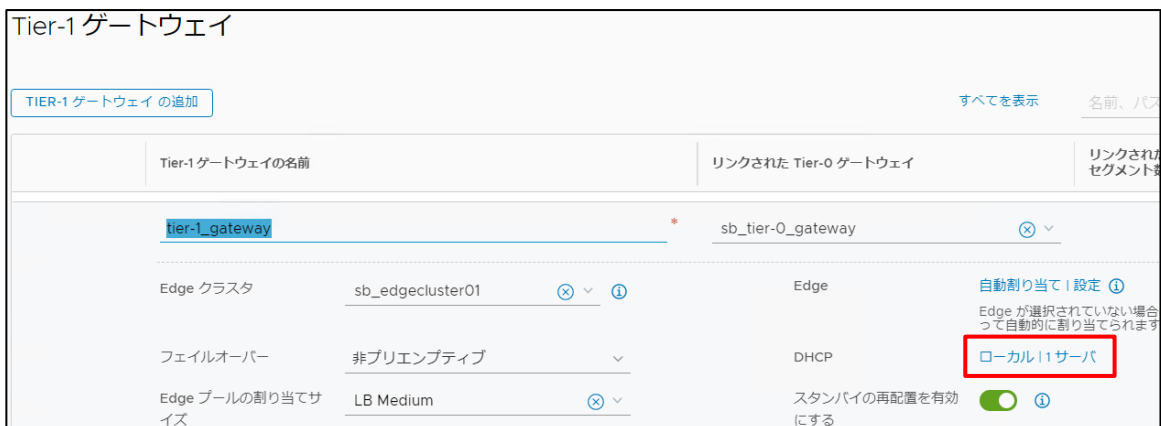 Tier-1 ゲートウェイ
TIER-1 ゲートウェイ の追加
すべてを表示
名前、パス
Tier-1 ゲートウェイの名前
リンクされた Tier-0 ゲートウェイ
リンクされた
セグメント数
tier-1_gateway *
sb_tier-0_gateway
Edge クラスタ
sb_edgecluster01
Edge
自動割り当て | 設定
Edge が選択されていない場合
って自動的に割り当てられます
フェイルオーバー
非プリエンプティブ
DHCP
ローカル | 1 サーバ
Edge プールの割り当てサ
イズ
LB Medium
スタンバイの再配置を有効
にする